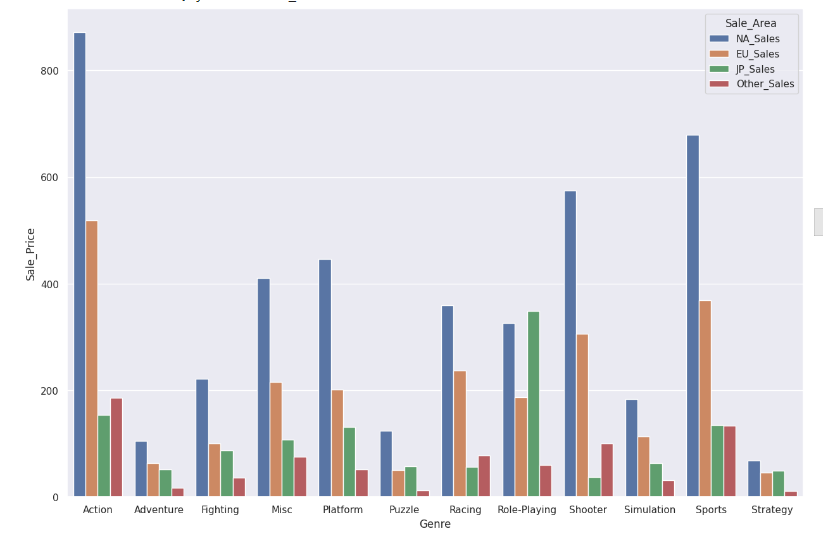 Sale_Area
NA_Sales
EU_Sales
JP_Sales
Other_Sales
800
600
400
200
0
Sale_Price
Action Adventure Fighting Misc Platform Puzzle Racing Role-Playing Shooter Simulation Sports Strategy
Genre